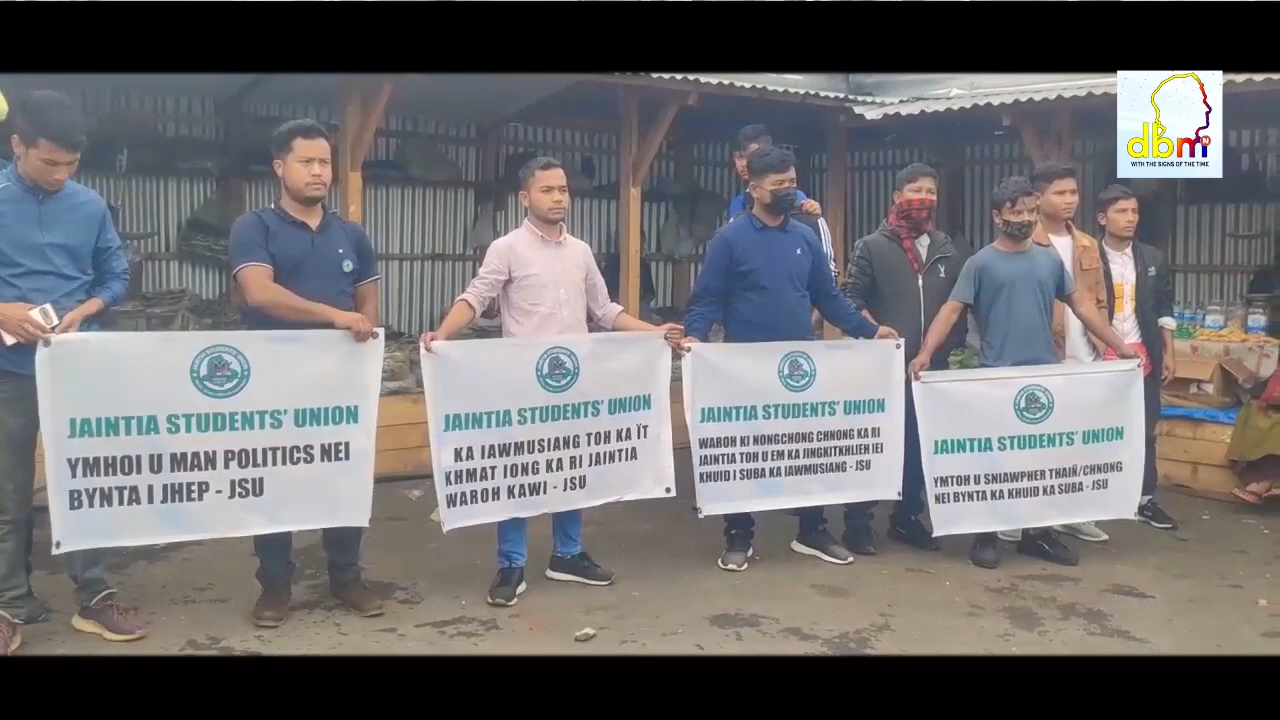 dbm N
WITH THE SIGNS OF THE TIME
JAINTIA STUDENTS' UNION
YMHOI U MAN POLITICS NEI
BYNTA I JHEP - JSU
JAINTIA STUDENTS' UNION
KA IAWMUSIANG TOH KA ÏT
KHMAT IONG KA RI JAINTIA
WAROH KAWI - JSU
JAINTIA STUDENTS' UNION
WAROH KI NONGCHONG CHNONG KA RI
JAINTIA TOH U EM KA JINGKITKHLIEH IEI
KHUID I SUBA KA IAWMUSIANG - JSU
JAINTIA STUDENTS' UNION
YMTOH U SNIAWPHER THAIÑ/CHNONG
NEI BYNTA KA KHUID KA SUBA - JSU